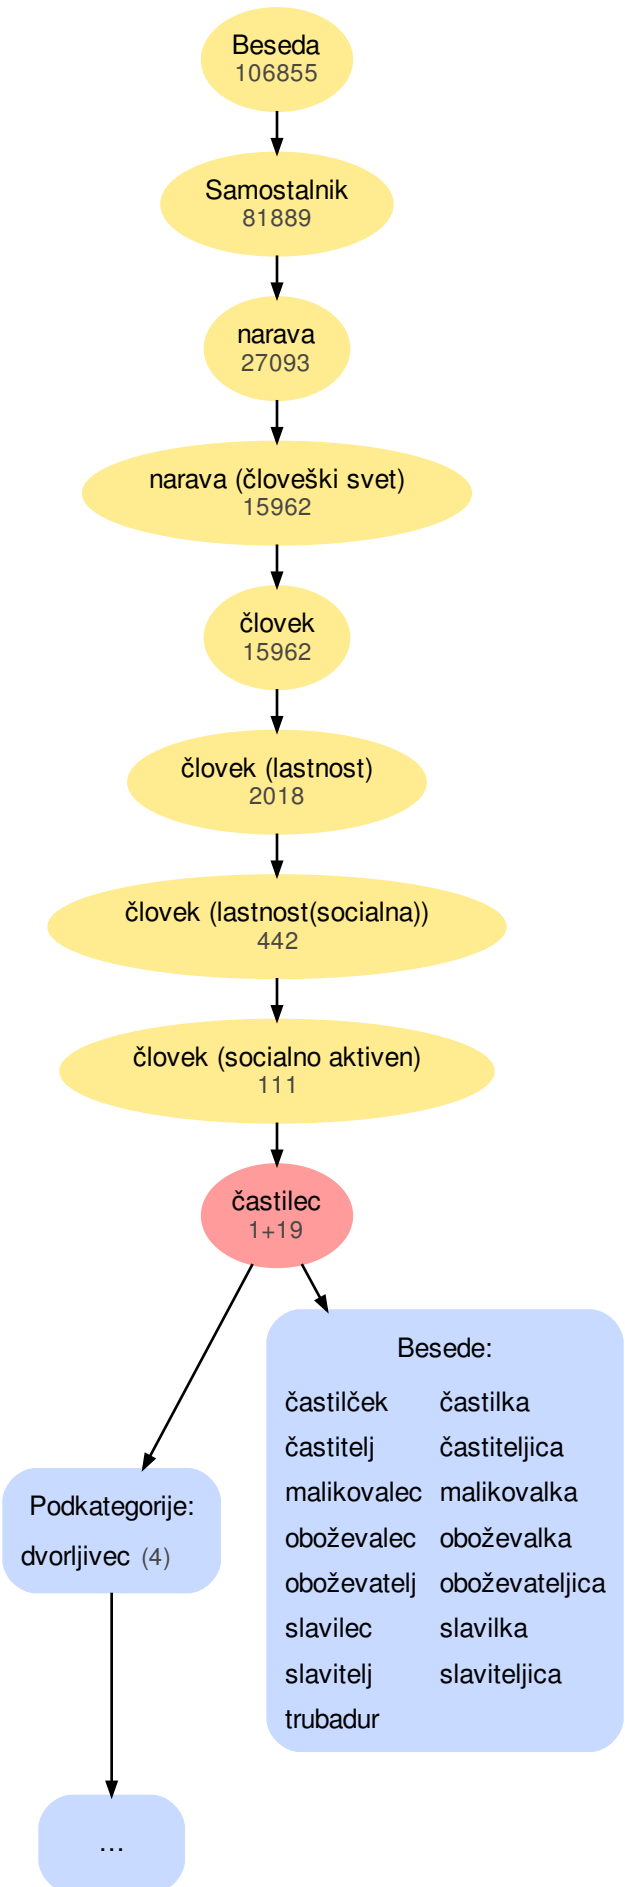 Beseda
106855
Samostalnik
81889
narava
27093
narava (človeški svet)
15962
človek
15962
človek (lastnost)
2018
človek (lastnost(socialna))
442
človek (socialno aktiven)
111
častilec
1+19
Besede:
častilček častilka
častitelj častiteljica
malikovalec malikovalka
oboževalec oboževalka
oboževatelj oboževateljica
slavilec slavilka
slavitelj slaviteljica
trubadur
Podkategorije:
dvorljivec (4)
...